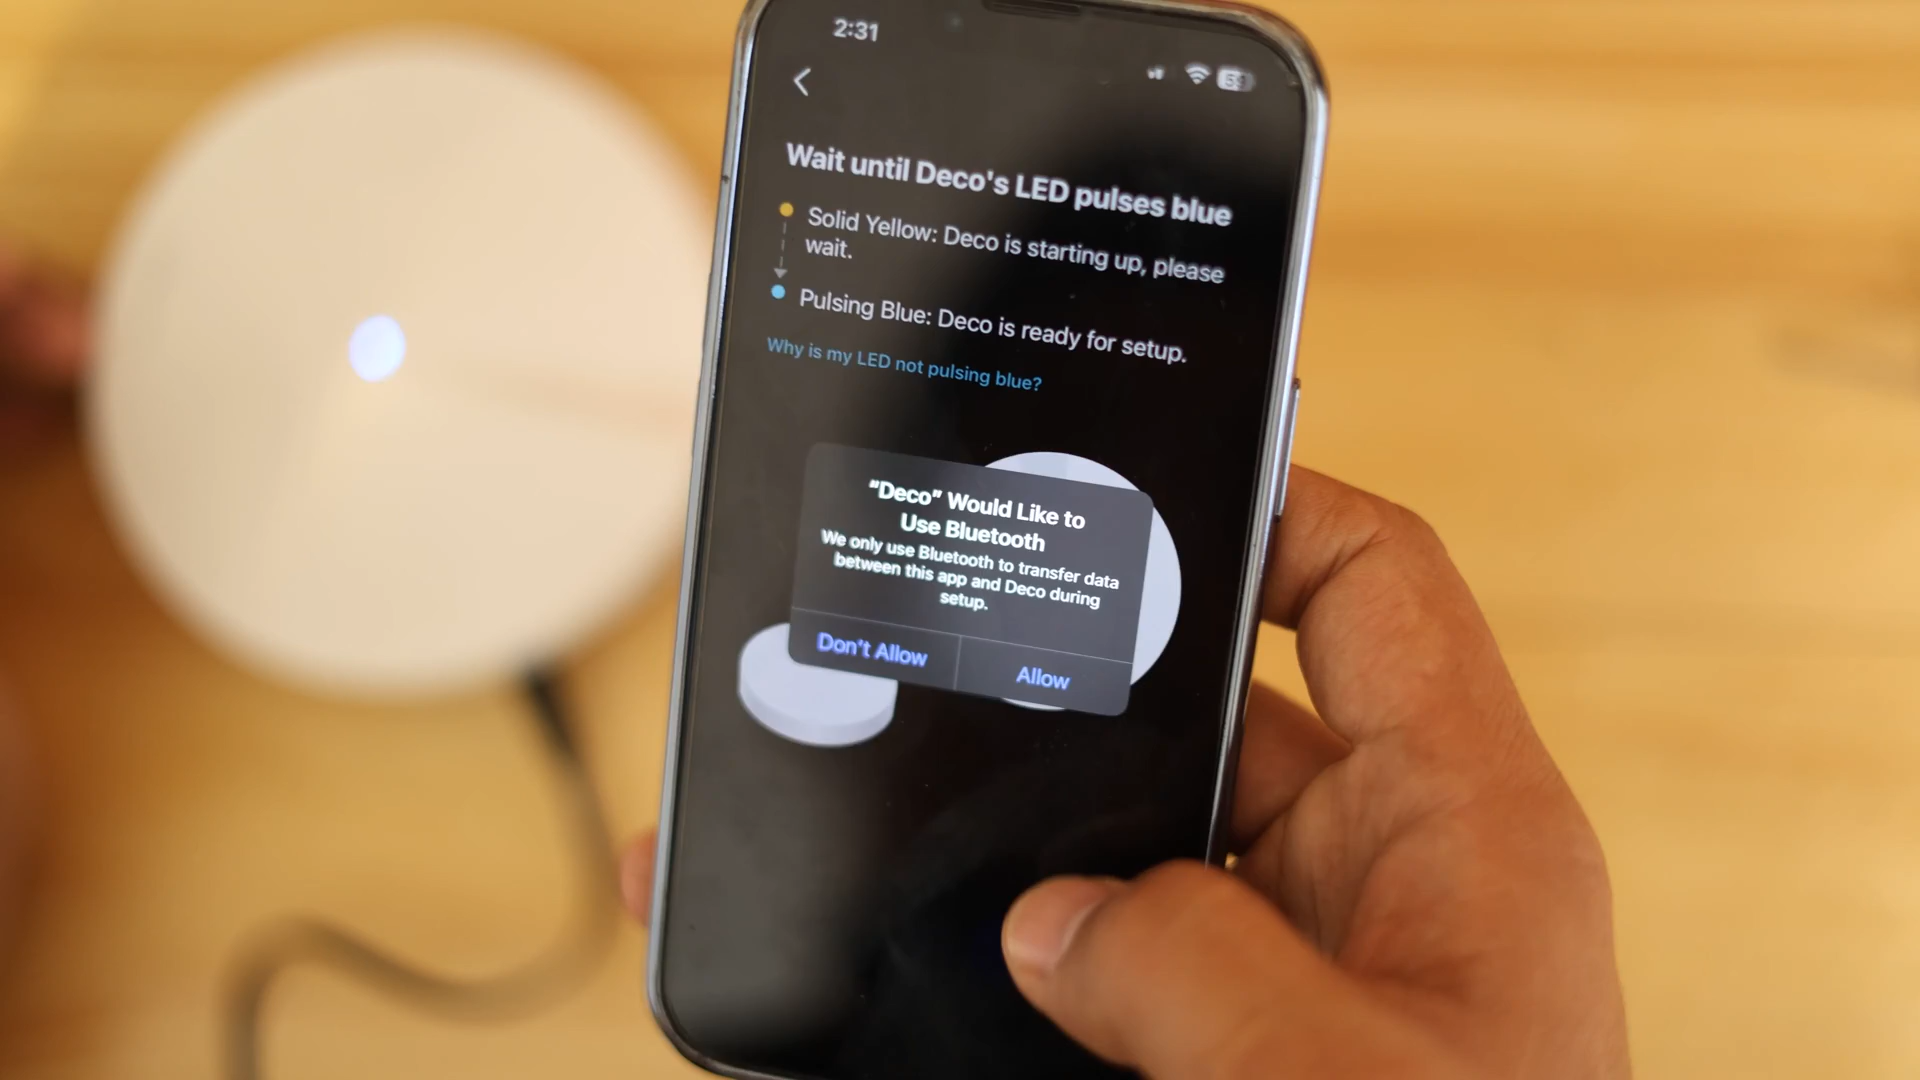 2:31
59
Wait until Deco's LED pulses blue
Solid Yellow: Deco is starting up, please
wait.
Pulsing Blue: Deco is ready for setup.
Why is my LED not pulsing blue?
"Deco" Would Like to
Use Bluetooth
We only use Bluetooth to transfer data
between this app and Deco during
setup.
Don't Allow
Allow